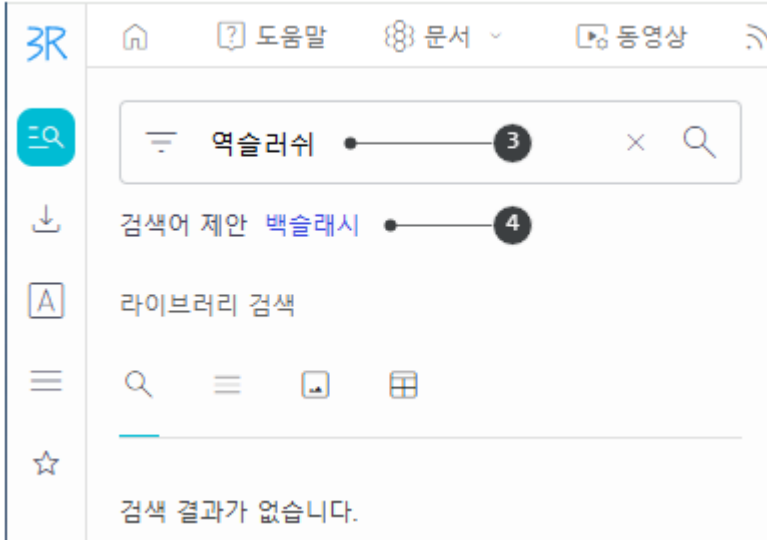 3R 도움말 문서 동영상
역슬러쉬 3
검색어 제안 백슬래시 4
A
라이브러리 검색
검색 결과가 없습니다.